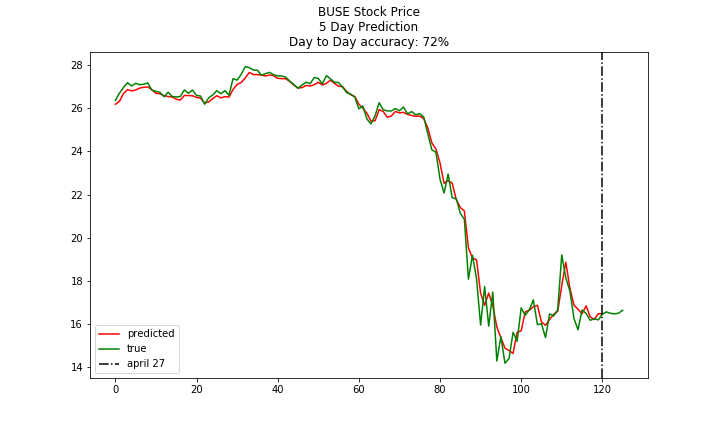 BUSE Stock Price
5 Day Prediction
Day to Day accuracy: 72%
28
26
24
22
20
18
16
14
predicted
true
april 27
0 20 40 60 80 100 120